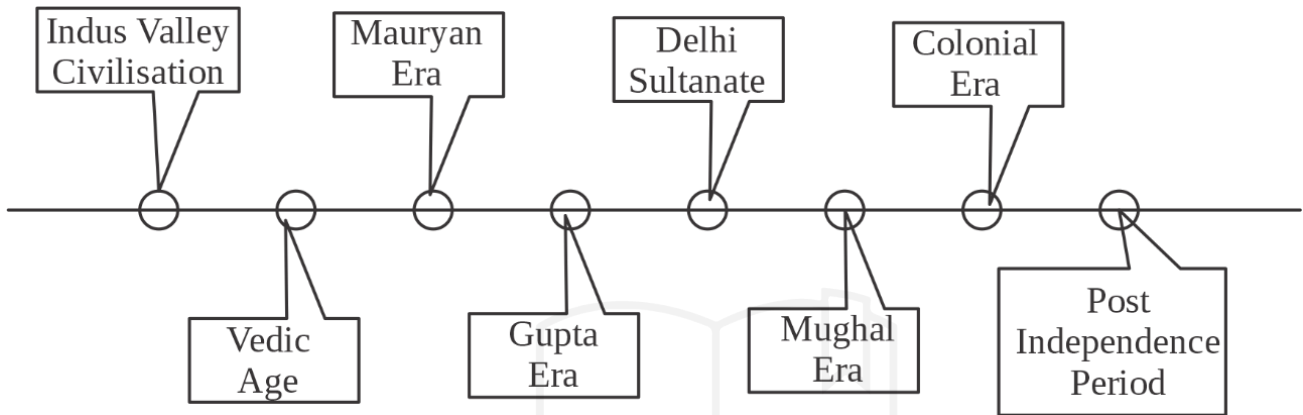 Indus Valley
Civilisation
Vedic
Age
Mauryan
Era
Gupta
Era
Delhi
Sultanate
Mughal
Era
Colonial
Era
Post
Independence
Period